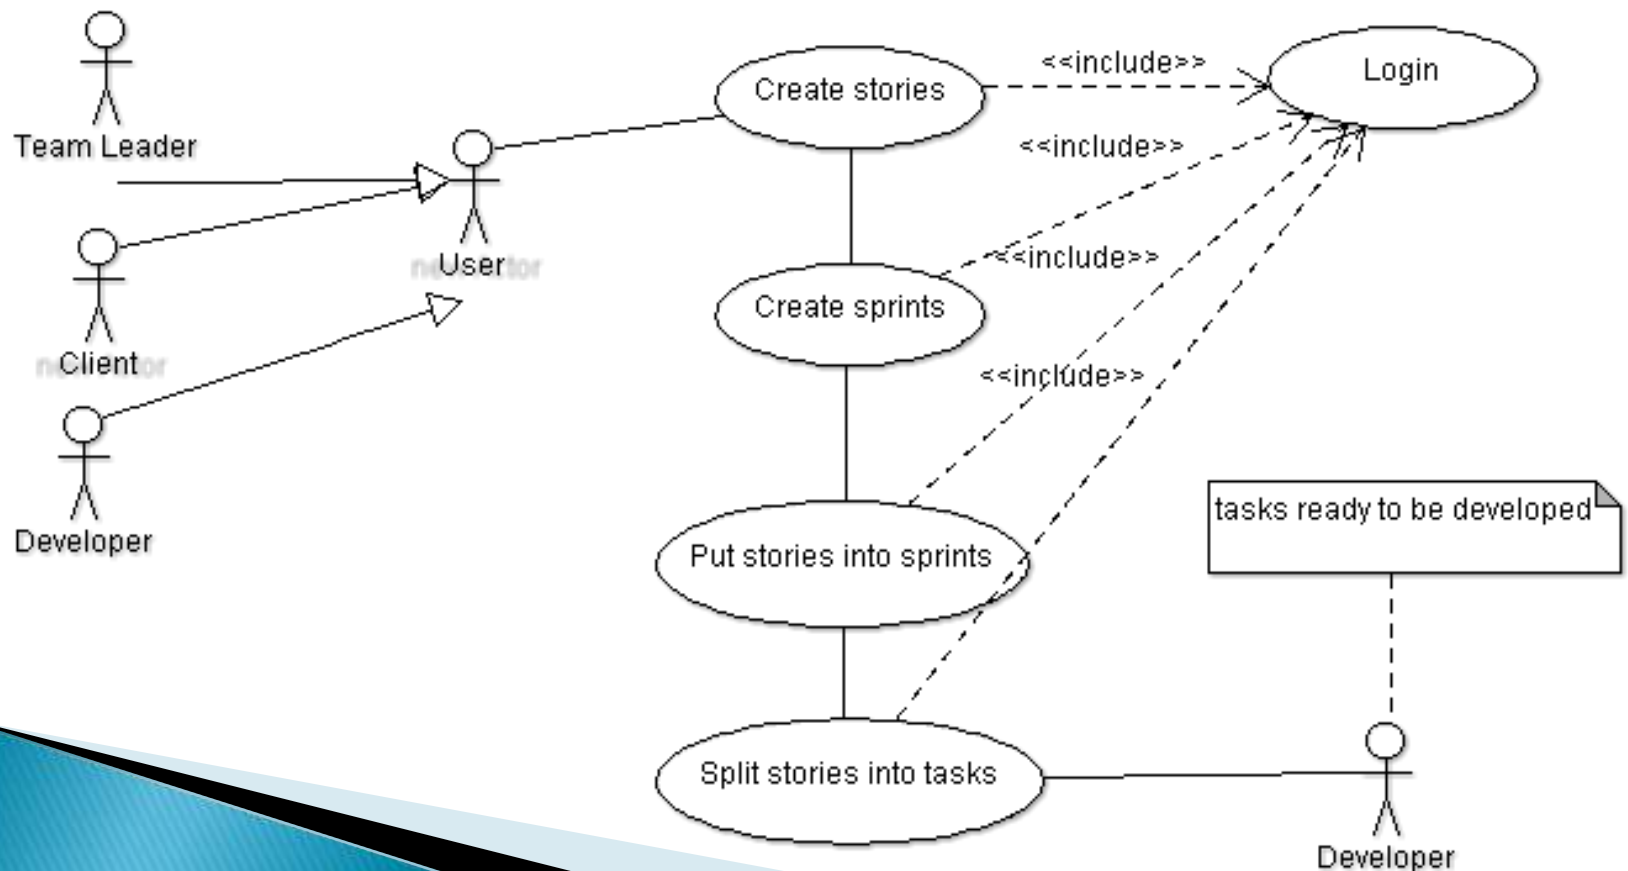 Team Leader
User
Client
Developer
Create stories
<<include>>
Login
<<include>>
<<include>>
Create sprints
<<include>>
Put stories into sprints
tasks ready to be developed
Split stories into tasks
Developer